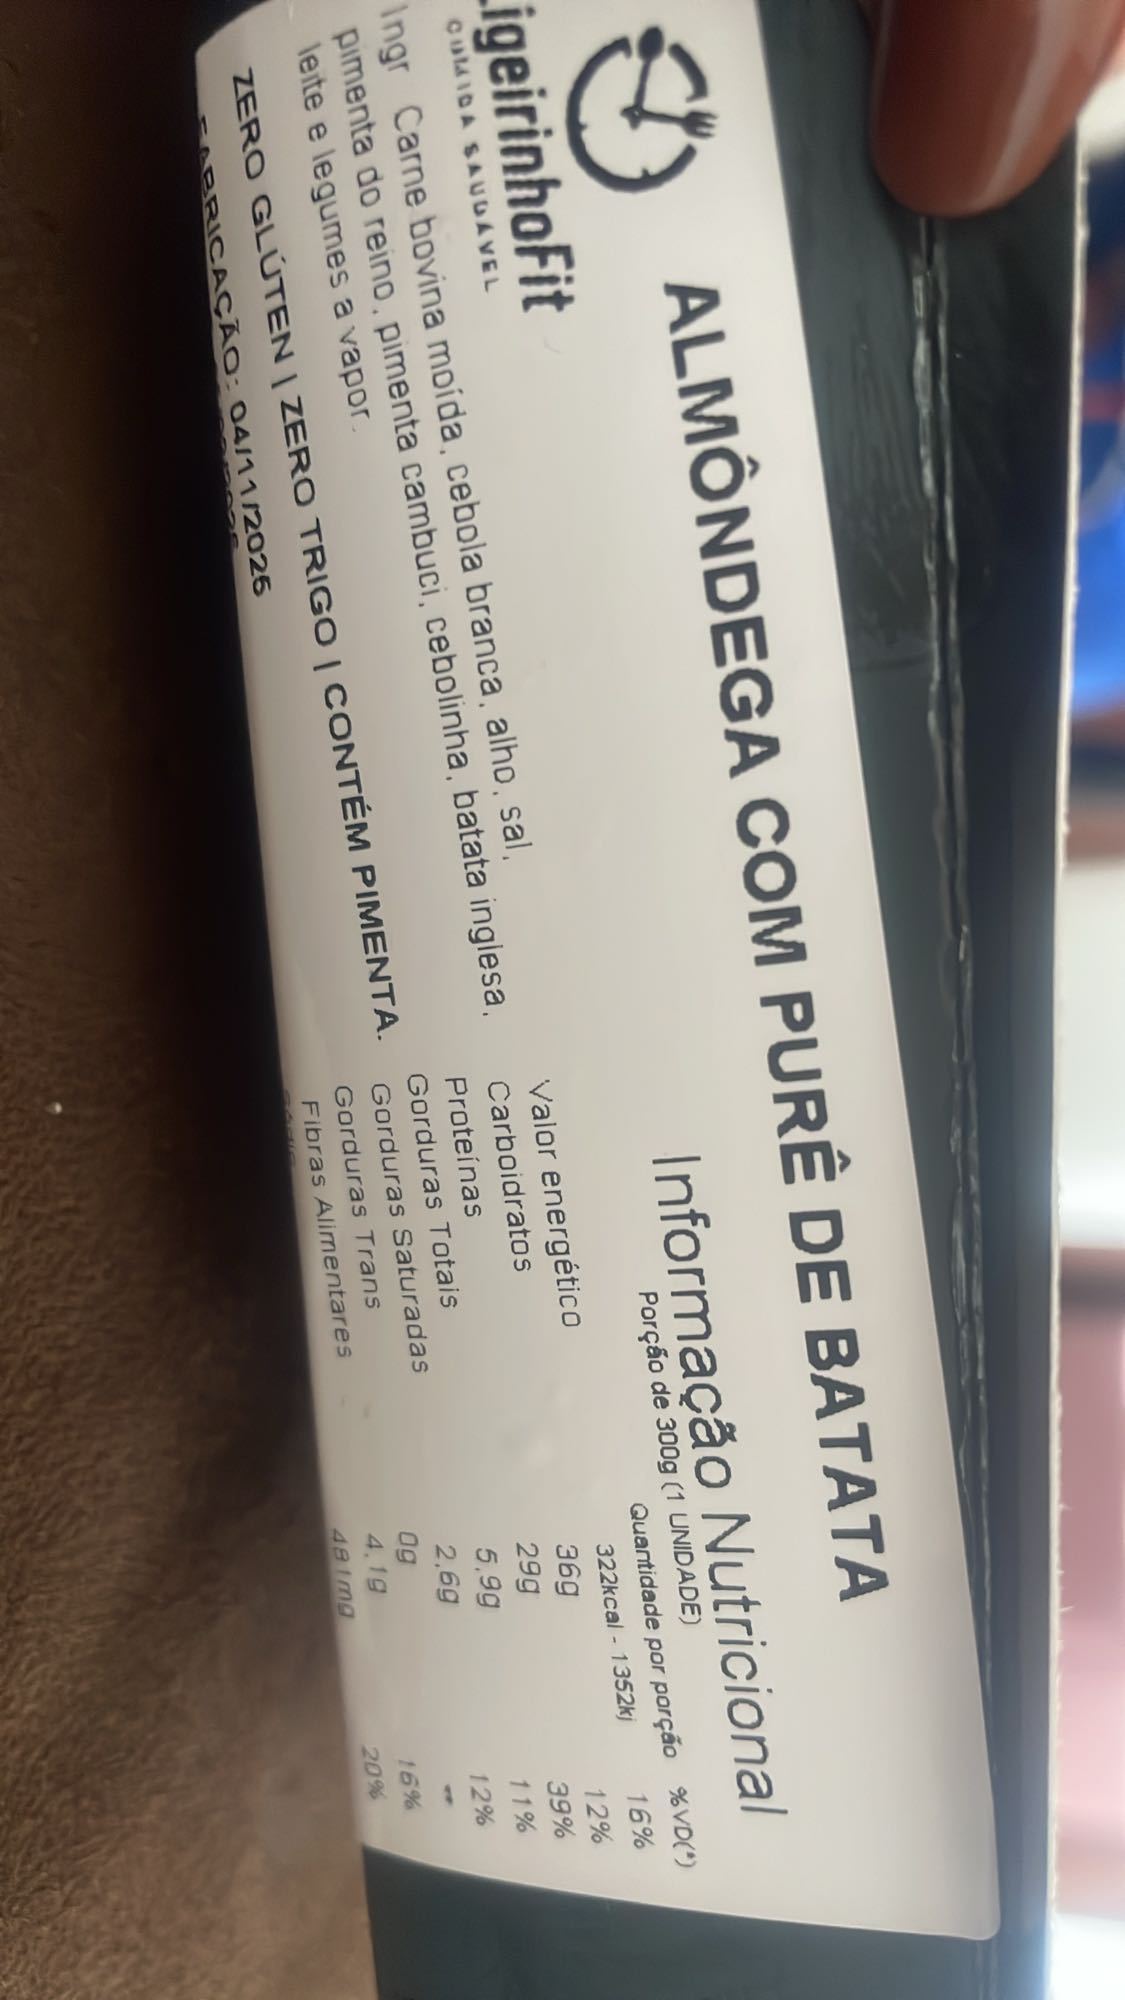 ALMÔNDEGA COM PURÊ DE BATATA
igeirinhoFit
COMIDA SAUDÁVEL
Ingr Carne bovina moída, cebola branca, alho, sal,
pimenta do reino, pimenta cambuci, cebolinha, batata inglesa,
leite e legumes a vapor.
ZERO GLÚTEN | ZERO TRIGO | CONTÉM PIMENTA.
FABRICAÇÃO: 04/11/2025
Informação Nutricional
Porção de 300g (1 UNIDADE)
Quantidade por porção %VD(*)
Valor energético 322kcal - 1352kj 16%
Carboidratos 36g 12%
Proteínas 29g 39%
Gorduras Totais 5,9g 11%
Gorduras Saturadas 2,6g 12%
Gorduras Trans 0g **
Fibras Alimentares 4,1g 16%
481mg 20%